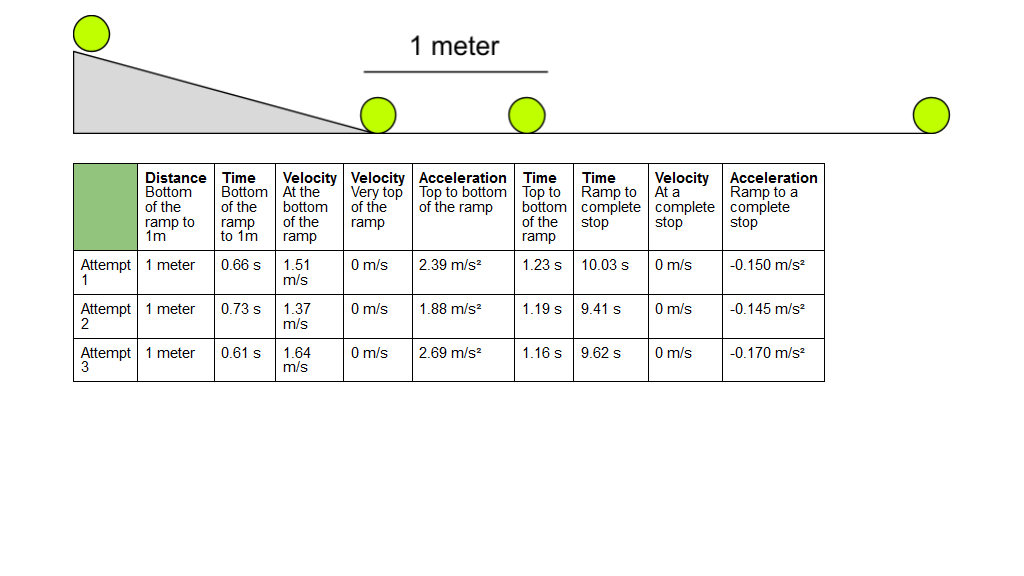 1 meter
Distance Bottom of the ramp to 1m
Time Bottom of the ramp to 1m
Velocity At the bottom of the ramp
Velocity Very top of the ramp
Acceleration Top to bottom of the ramp
Time Top to bottom of the ramp
Time Ramp to complete stop
Velocity At a complete stop
Acceleration Ramp to a complete stop
Attempt 1 1 meter 0.66 s 1.51 m/s 0 m/s 2.39 m/s² 1.23 s 10.03 s 0 m/s -0.150 m/s²
Attempt 2 1 meter 0.73 s 1.37 m/s 0 m/s 1.88 m/s² 1.19 s 9.41 s 0 m/s -0.145 m/s²
Attempt 3 1 meter 0.61 s 1.64 m/s 0 m/s 2.69 m/s² 1.16 s 9.62 s 0 m/s -0.170 m/s²